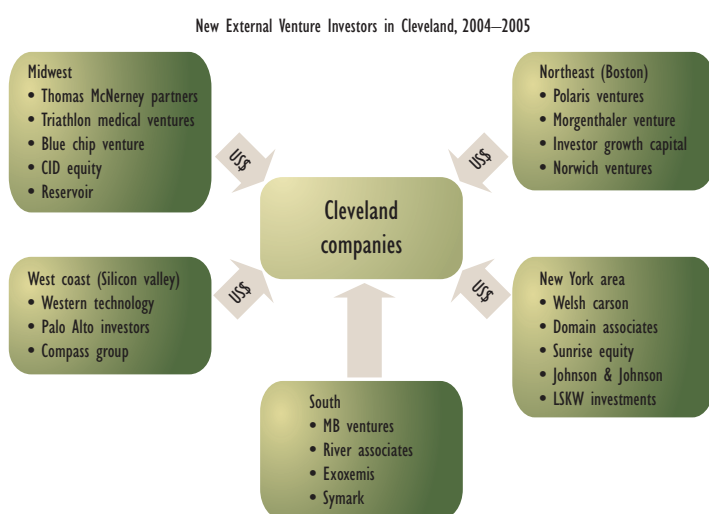 New External Venture Investors in Cleveland, 2004–2005
Midwest
• Thomas McNerney partners
• Triathlon medical ventures
• Blue chip venture
• CID equity
• Reservoir
Northeast (Boston)
• Polaris ventures
• Morgenthaler venture
• Investor growth capital
• Norwich ventures
US$
US$
Cleveland
companies
West coast (Silicon valley)
• Western technology
• Palo Alto investors
• Compass group
US$
US$
New York area
• Welsh carson
• Domain associates
• Sunrise equity
• Johnson & Johnson
• LSKW investments
South
• MB ventures
• River associates
• Exoxemis
• Symark